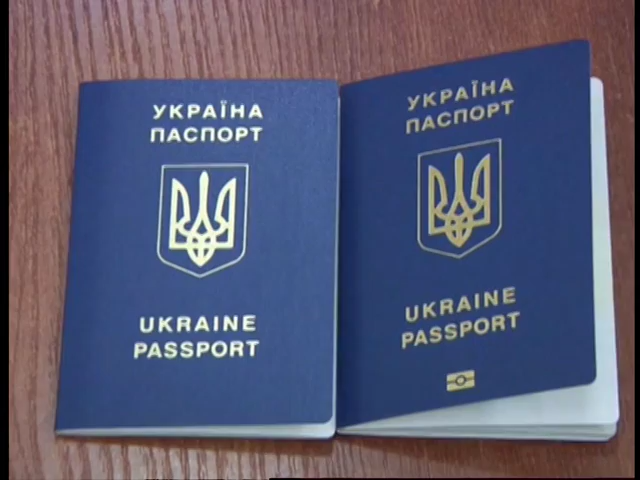 УКРАЇНА
ПАСПОРТ
UKRAINE
PASSPORT
УКРАЇНА
ПАСПОРТ
UKRAINE
PASSPORT